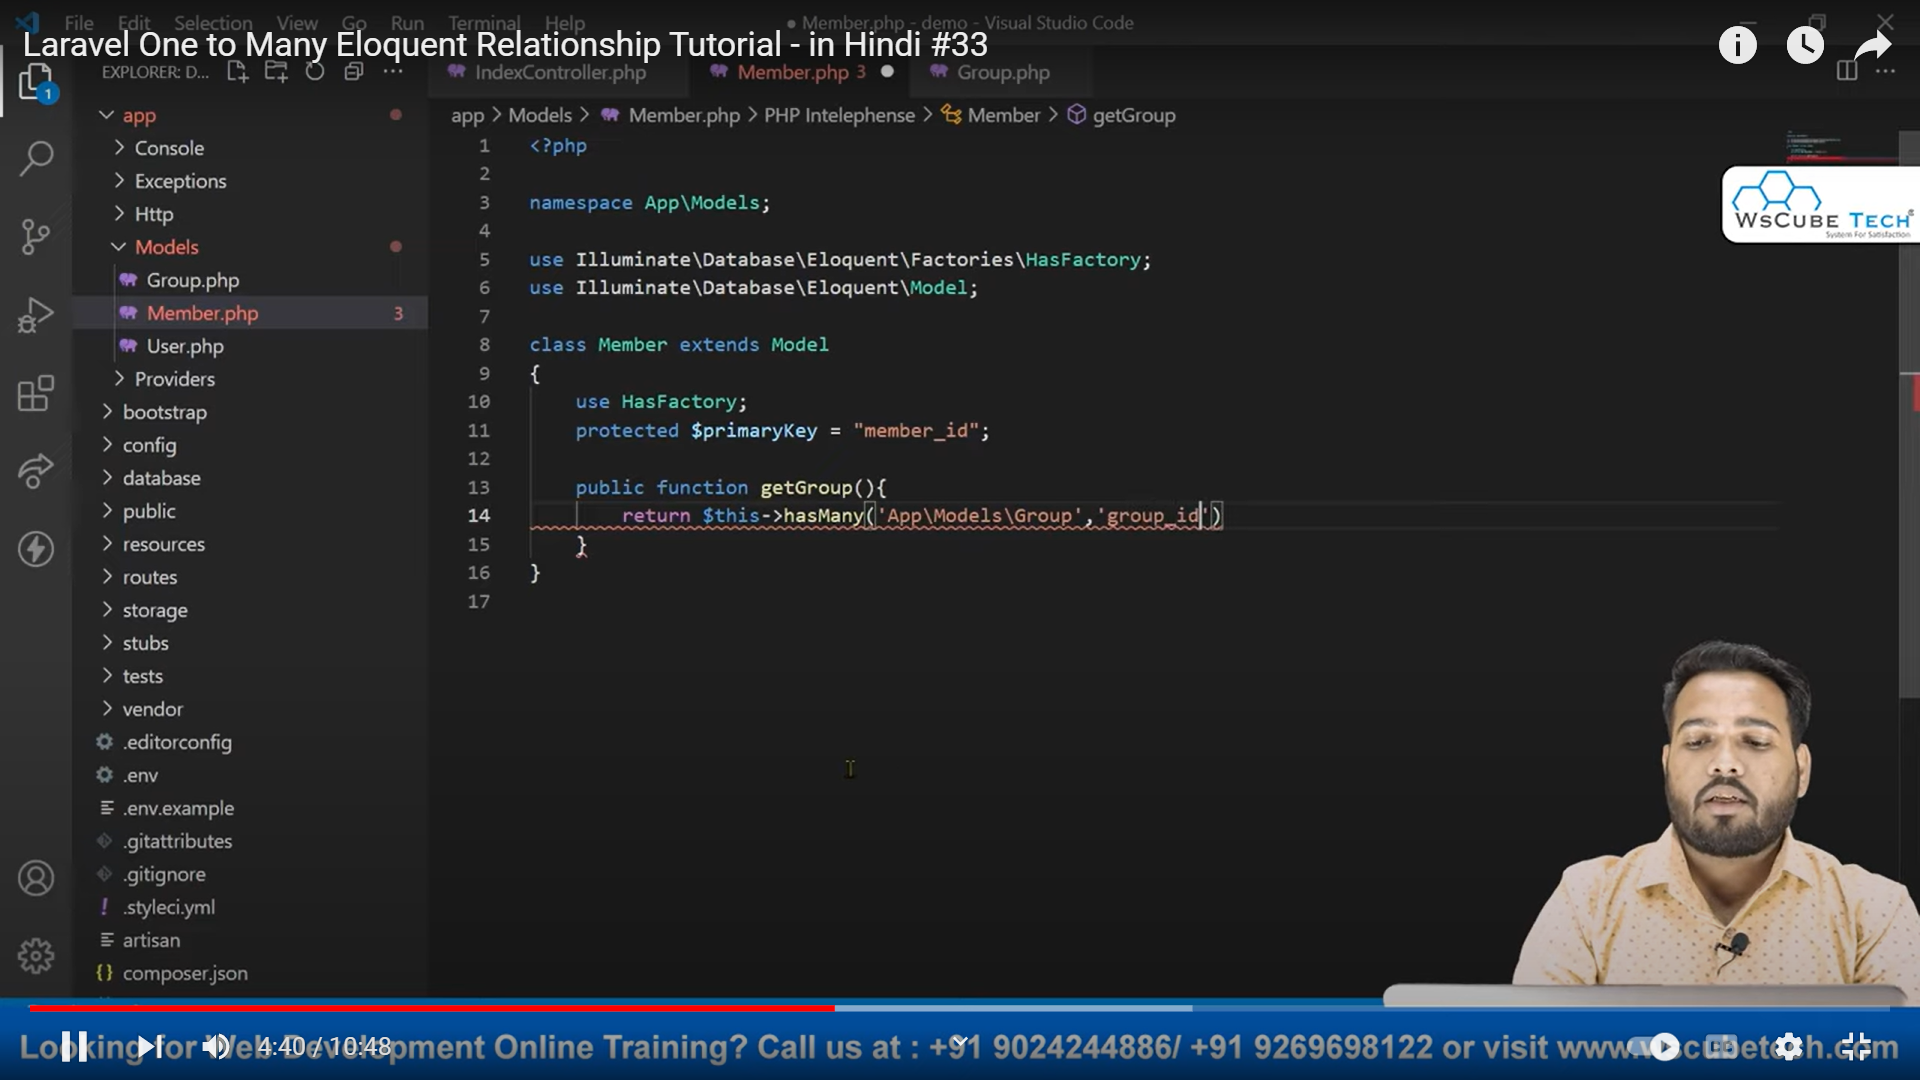 File Edit Selection View Go Run Terminal Help
● Member.php - demo - Visual Studio Code
Laravel One to Many Eloquent Relationship Tutorial - in Hindi #33
EXPLORER: D...
IndexController.php
Member.php 3
Group.php
app > Models > Member.php > PHP Intelephense > Member > getGroup
1
app
Console
Exceptions
Http
Models
Group.php
Member.php 3
User.php
Providers
bootstrap
config
database
public
resources
routes
storage
stubs
tests
vendor
.editorconfig
.env
.env.example
.gitattributes
.gitignore
.styleci.yml
artisan
composer.json
1 <?php
2
3 namespace App\Models;
4
5 use Illuminate\Database\Eloquent\Factories\HasFactory;
6 use Illuminate\Database\Eloquent\Model;
7
8 class Member extends Model
9 {
10 use HasFactory;
11 protected $primaryKey = "member_id";
12
13 public function getGroup(){
14 return $this->hasMany('App\Models\Group','group_id')
15 }
16 }
17
WsCube Tech®
System For Satisfaction
Looking for Web Development Online Training? Call us at : +91 9024244886/ +91 9269698122 or visit www.wscubetech.com
4:40 / 10:48